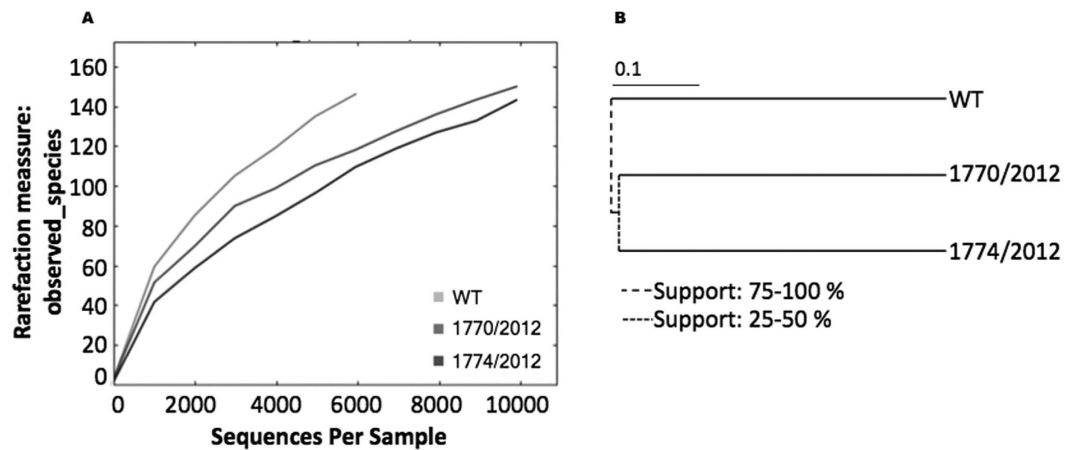 A
Rarefaction meassure:
observed_species
160
140
120
100
80
60
40
20
0
WT
1770/2012
1774/2012
0 2000 4000 6000 8000 10000
Sequences Per Sample
B
0.1
WT
1770/2012
1774/2012
Support: 75-100 %
Support: 25-50 %